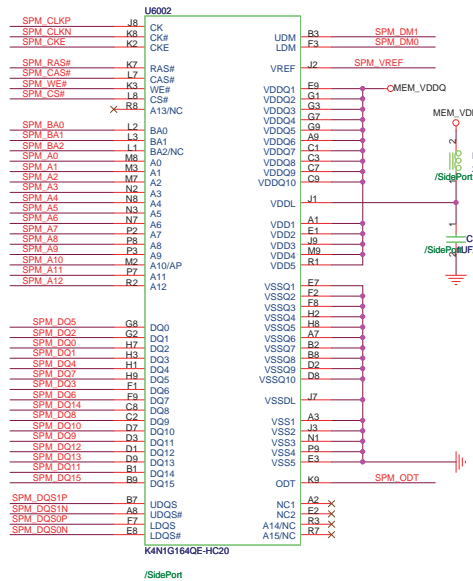 U6002
SPM_CLKP J8 CK
SPM_CLKN K8 CK#
SPM_CKE K2 CKE
SPM_RAS# K7 RAS#
SPM_CAS# L7 CAS#
SPM_WE# K3 WE#
SPM_CS# L8 CS#
R8 A13/NC
SPM_BA0 L2 BA0
SPM_BA1 L3 BA1
SPM_BA2 L1 BA2/NC
SPM_A0 M8 A0
SPM_A1 M3 A1
SPM_A2 M7 A2
SPM_A3 N2 A3
SPM_A4 N8 A4
SPM_A5 N3 A5
SPM_A6 N7 A6
SPM_A7 P2 A7
SPM_A8 P8 A8
SPM_A9 P3 A9
SPM_A10 M2 A10/AP
SPM_A11 P7 A11
SPM_A12 R2 A12
SPM_DQ5 G8 DQ0
SPM_DQ2 G2 DQ1
SPM_DQ0 H7 DQ2
SPM_DQ1 H3 DQ3
SPM_DQ4 H1 DQ4
SPM_DQ7 H9 DQ5
SPM_DQ3 F1 DQ6
SPM_DQ6 F9 DQ7
SPM_DQ14 C8 DQ8
SPM_DQ8 C2 DQ9
SPM_DQ10 D7 DQ10
SPM_DQ9 D3 DQ11
SPM_DQ12 D1 DQ12
SPM_DQ13 D9 DQ13
SPM_DQ11 B1 DQ14
SPM_DQ15 B9 DQ15
SPM_DQS1P B7 UDQS
SPM_DQS1N A8 UDQS#
SPM_DQS0P F7 LDQS
SPM_DQS0N E8 LDQS#
UDM B3 SPM_DM1
LDM F3 SPM_DM0
VREF J2 SPM_VREF
VDDQ1 E9 MEM_VDDQ
VDDQ2 G1
VDDQ3 G3
VDDQ4 G7
VDDQ5 G9
VDDQ6 A9
VDDQ7 C1
VDDQ8 C3
VDDQ9 C7
VDDQ10 C9
VDDL J1
VDD1 A1
VDD2 E1
VDD3 J9
VDD4 M9
VDD5 R1
VSSQ1 E7
VSSQ2 F2
VSSQ3 F8
VSSQ4 H2
VSSQ5 H8
VSSQ6 A7
VSSQ7 B2
VSSQ8 B8
VSSQ9 D2
VSSQ10 D8
VSSDL J7
VSS1 A3
VSS2 J3
VSS3 N1
VSS4 P9
VSS5 E3
ODT K9 SPM_ODT
NC1 A2
NC2 E2
A14/NC R3
A15/NC R7
MEM_VD
2
/SidePort
1
1
C
/SidePort
K4N1G164QE-HC20
/SidePort